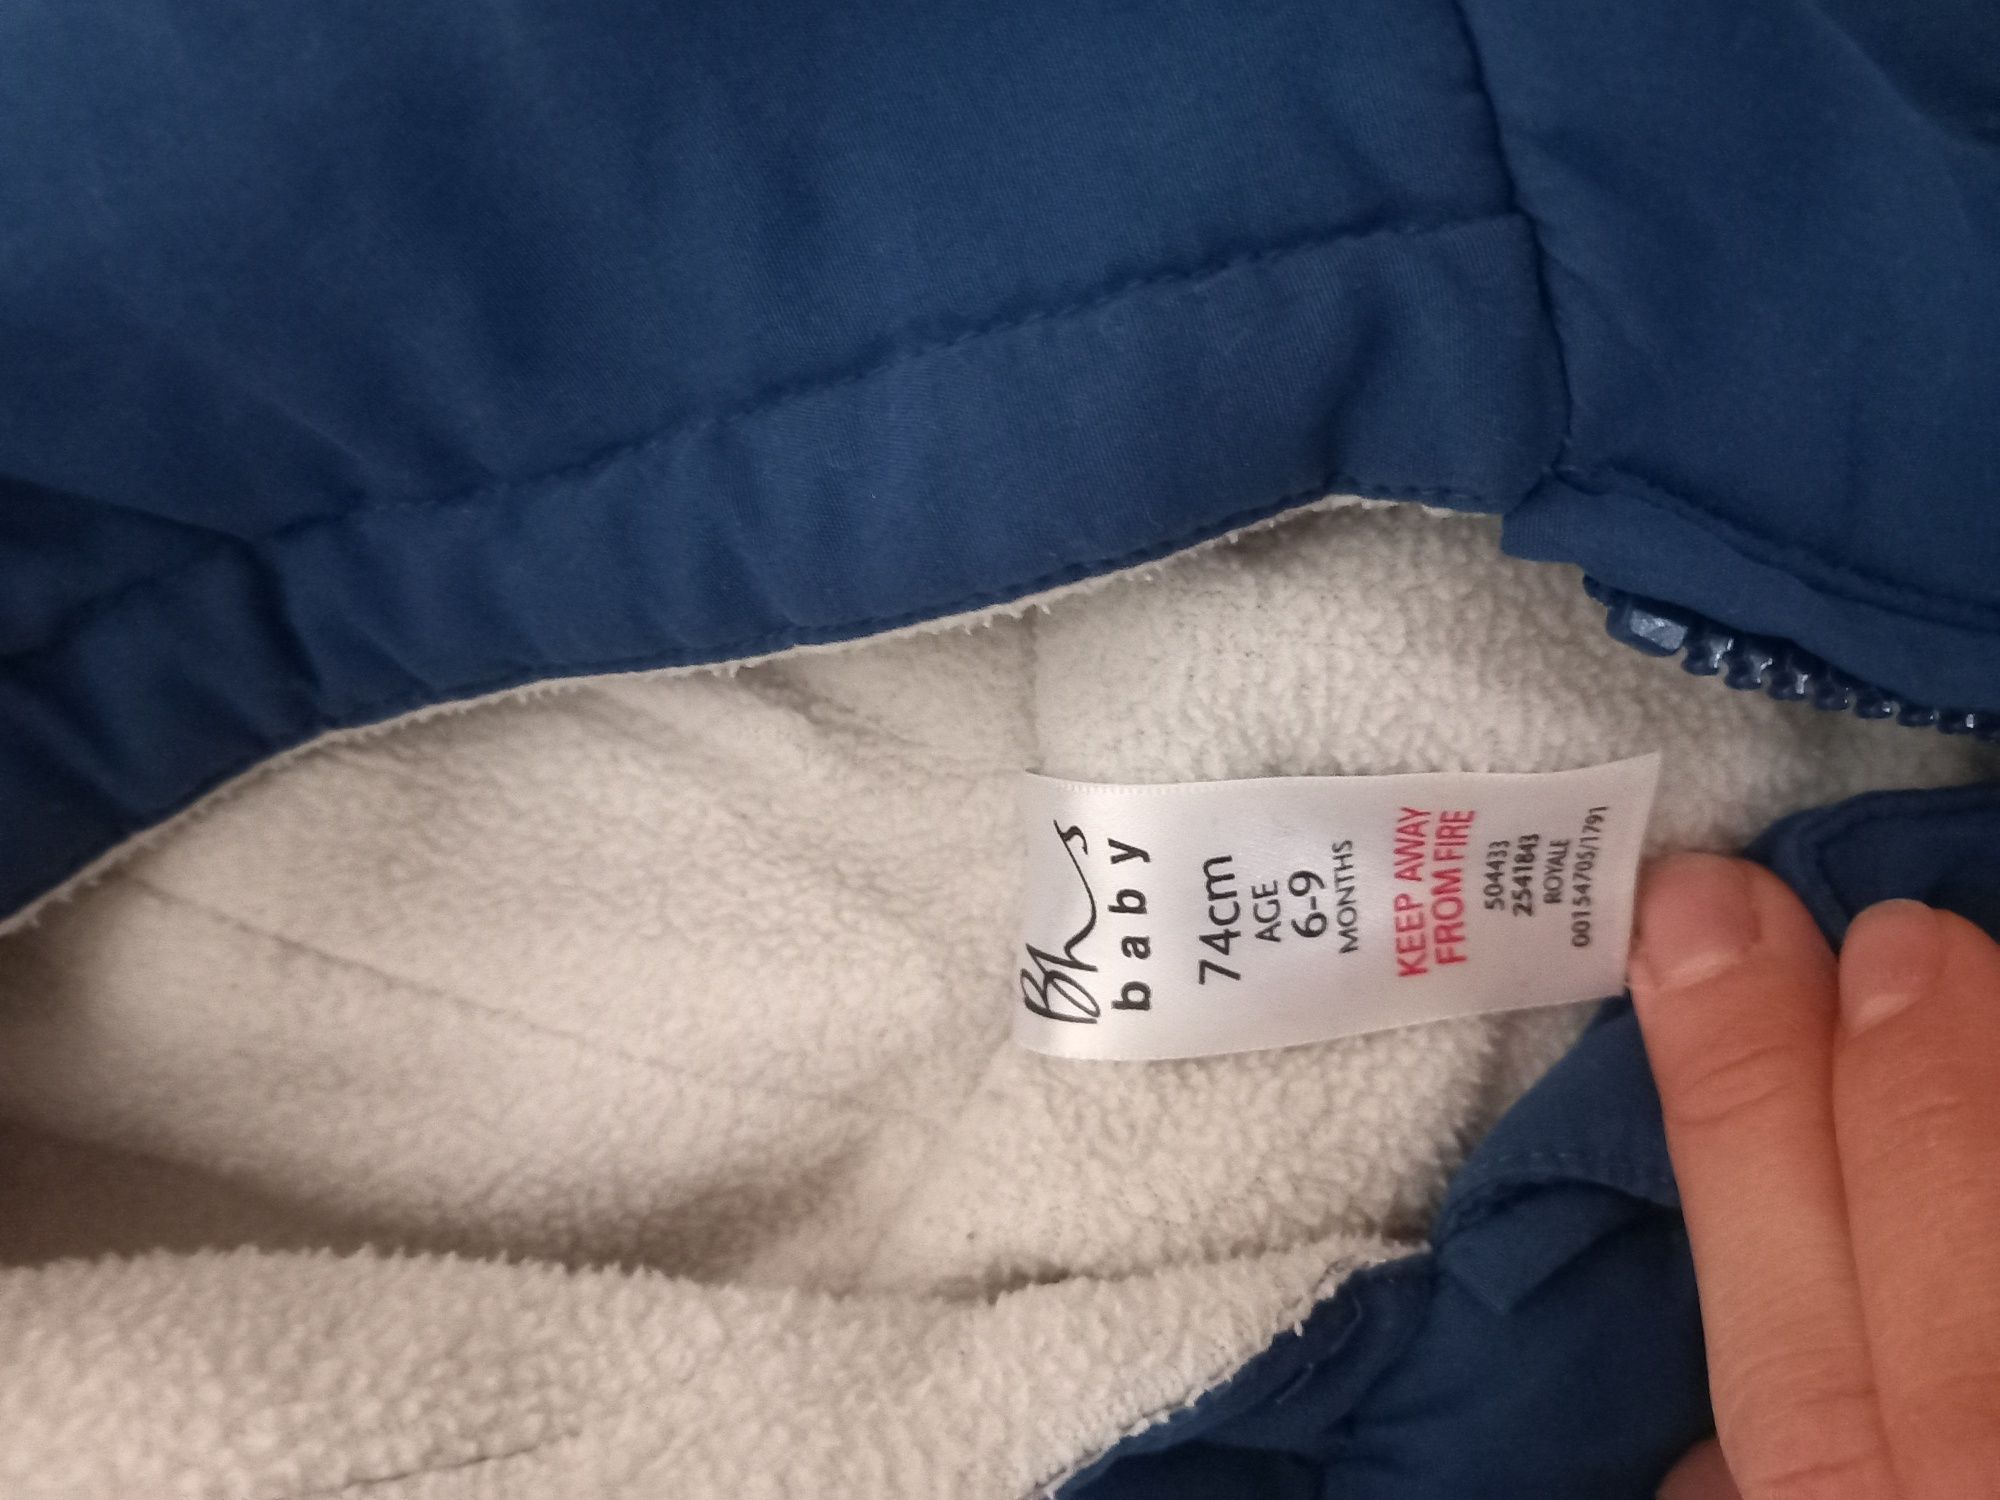 Bhs
baby
74cm
AGE
6-9
MONTHS
KEEP AWAY
FROM FIRE
504433
2541843
ROYALE
00154705/1791